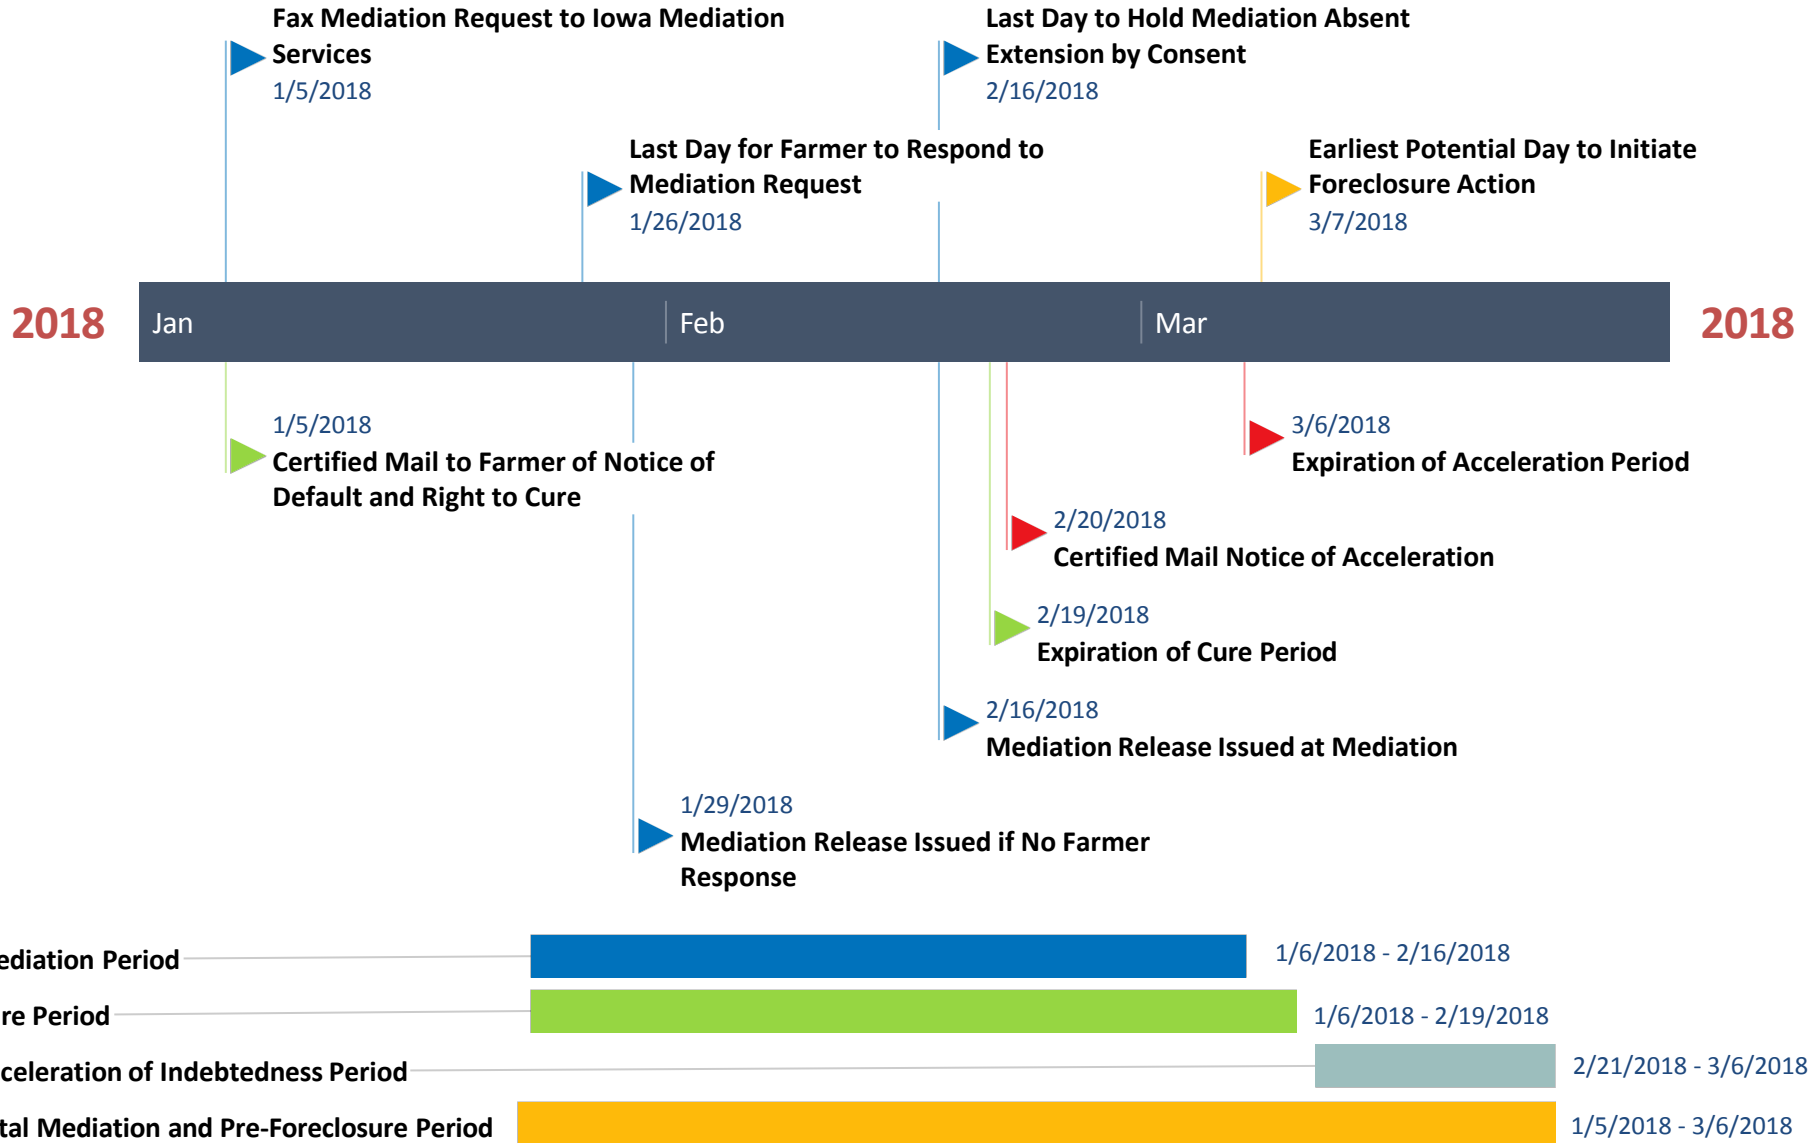 Fax Mediation Request to Iowa Mediation
Services
1/5/2018
Last Day to Hold Mediation Absent
Extension by Consent
2/16/2018
Last Day for Farmer to Respond to
Mediation Request
1/26/2018
Earliest Potential Day to Initiate
Foreclosure Action
3/7/2018
2018
Jan
Feb
Mar
2018
1/5/2018
Certified Mail to Farmer of Notice of
Default and Right to Cure
3/6/2018
Expiration of Acceleration Period
2/20/2018
Certified Mail Notice of Acceleration
2/19/2018
Expiration of Cure Period
2/16/2018
Mediation Release Issued at Mediation
1/29/2018
Mediation Release Issued if No Farmer
Response
ediation Period
1/6/2018 - 2/16/2018
re Period
1/6/2018 - 2/19/2018
celeration of Indebtedness Period
2/21/2018 - 3/6/2018
tal Mediation and Pre-Foreclosure Period
1/5/2018 - 3/6/2018